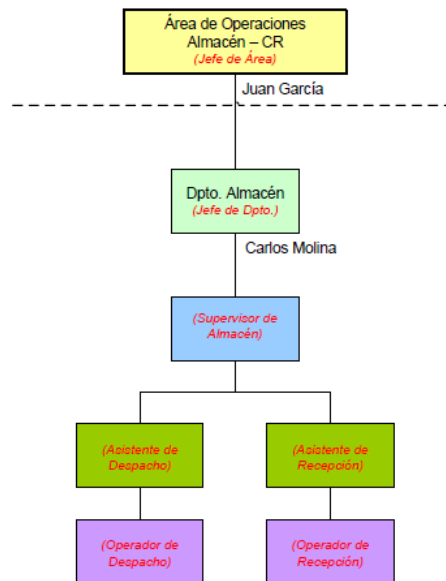 Área de Operaciones
Almacén – CR
(Jefe de Área)
Juan García
Dpto. Almacén
(Jefe de Dpto.)
Carlos Molina
(Supervisor de
Almacén)
(Asistente de
Despacho)
(Asistente de
Recepción)
(Operador de
Despacho)
(Operador de
Recepción)